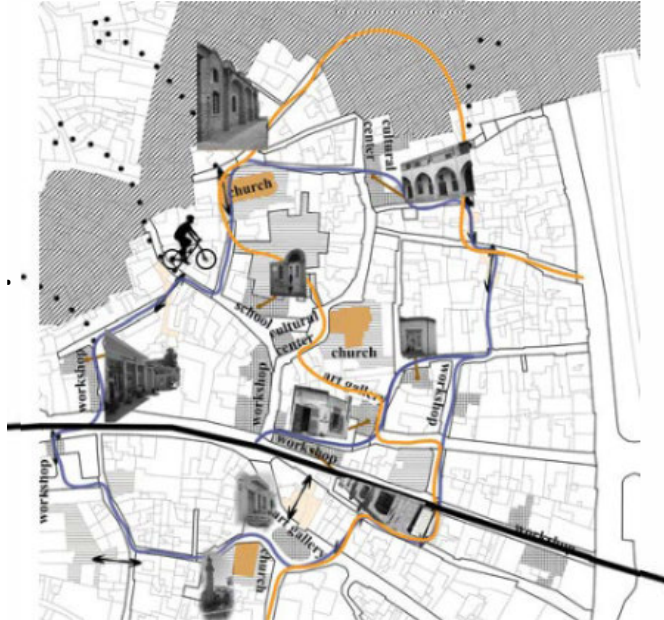 cultural
center
church
school
cultural
center
church
workshop
workshop
art gallery
workshop
workshop
workshop
art gallery
workshop
church